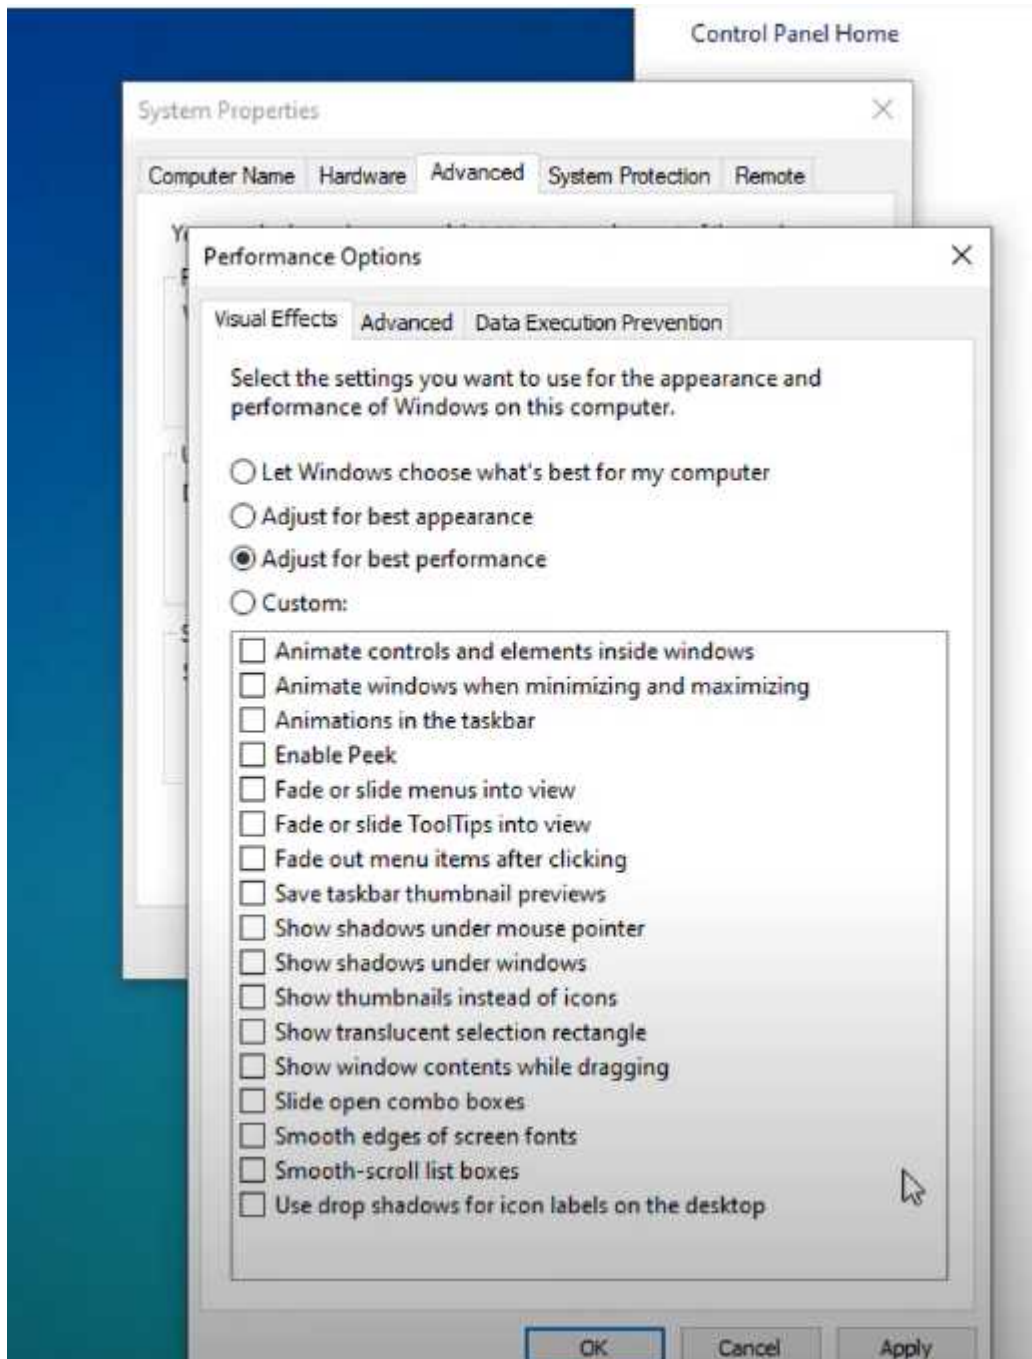 Control Panel Home
System Properties
Computer Name Hardware Advanced System Protection Remote
Performance Options
Visual Effects Advanced Data Execution Prevention
Select the settings you want to use for the appearance and
performance of Windows on this computer.
Let Windows choose what's best for my computer
Adjust for best appearance
Adjust for best performance
Custom:
Animate controls and elements inside windows
Animate windows when minimizing and maximizing
Animations in the taskbar
Enable Peek
Fade or slide menus into view
Fade or slide ToolTips into view
Fade out menu items after clicking
Save taskbar thumbnail previews
Show shadows under mouse pointer
Show shadows under windows
Show thumbnails instead of icons
Show translucent selection rectangle
Show window contents while dragging
Slide open combo boxes
Smooth edges of screen fonts
Smooth-scroll list boxes
Use drop shadows for icon labels on the desktop
OK Cancel Apply